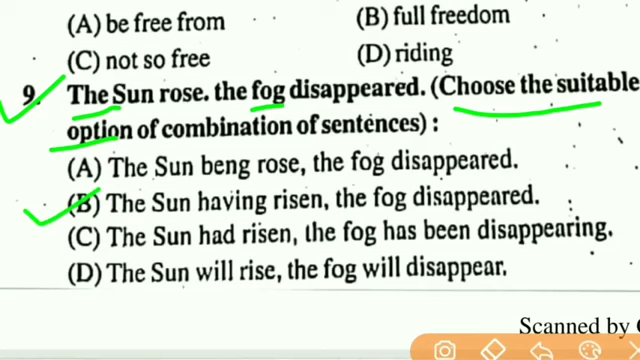 (A) be free from (B) full freedom
(C) not so free (D) riding
9. The Sun rose. the fog disappeared. (Choose the suitable
option of combination of sentences) :
(A) The Sun beng rose, the fog disappeared.
(B) The Sun having risen, the fog disappeared.
(C) The Sun had risen, the fog has been disappearing.
(D) The Sun will rise, the fog will disappear.
Scanned by